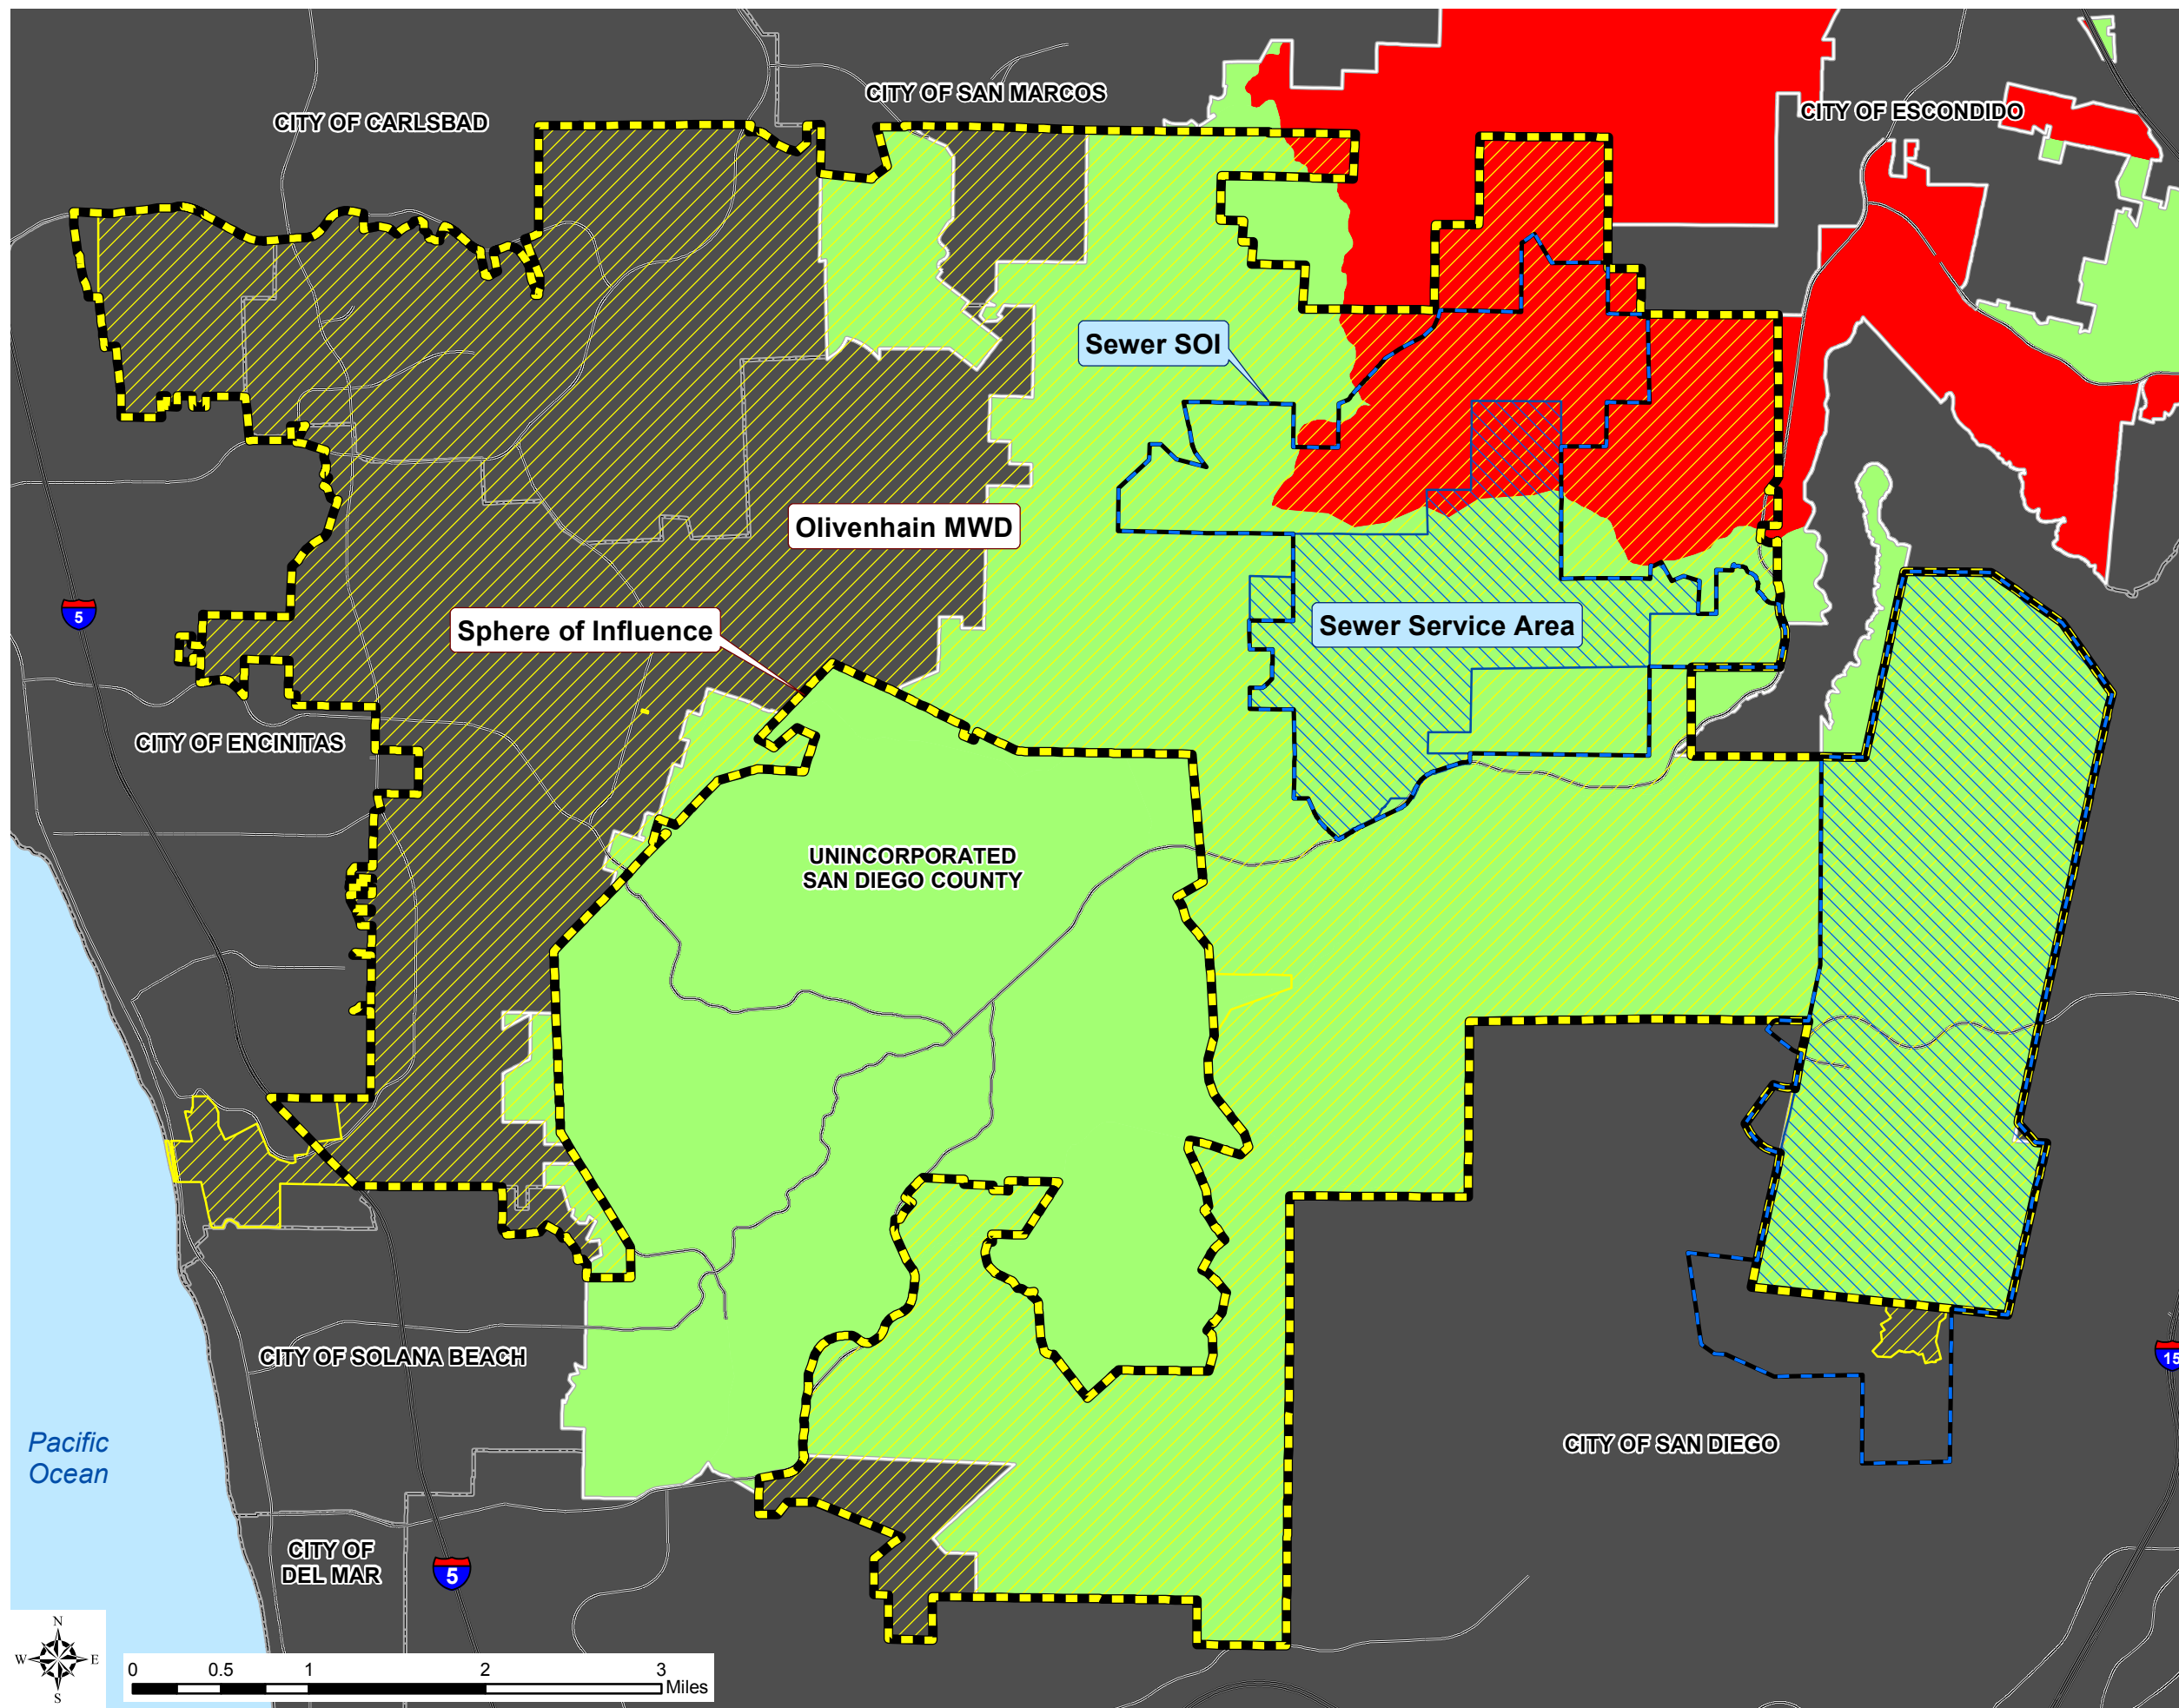 CITY OF SAN MARCOS
CITY OF ESCONDIDO
CITY OF CARLSBAD
Sewer SOI
Olivenhain MWD
5
Sphere of Influence
Sewer Service Area
CITY OF ENCINITAS
UNINCORPORATED
SAN DIEGO COUNTY
CITY OF SOLANA BEACH
15
Pacific
Ocean
CITY OF SAN DIEGO
CITY OF
DEL MAR
5
N
W E
S
0 0.5 1 2 3
Miles